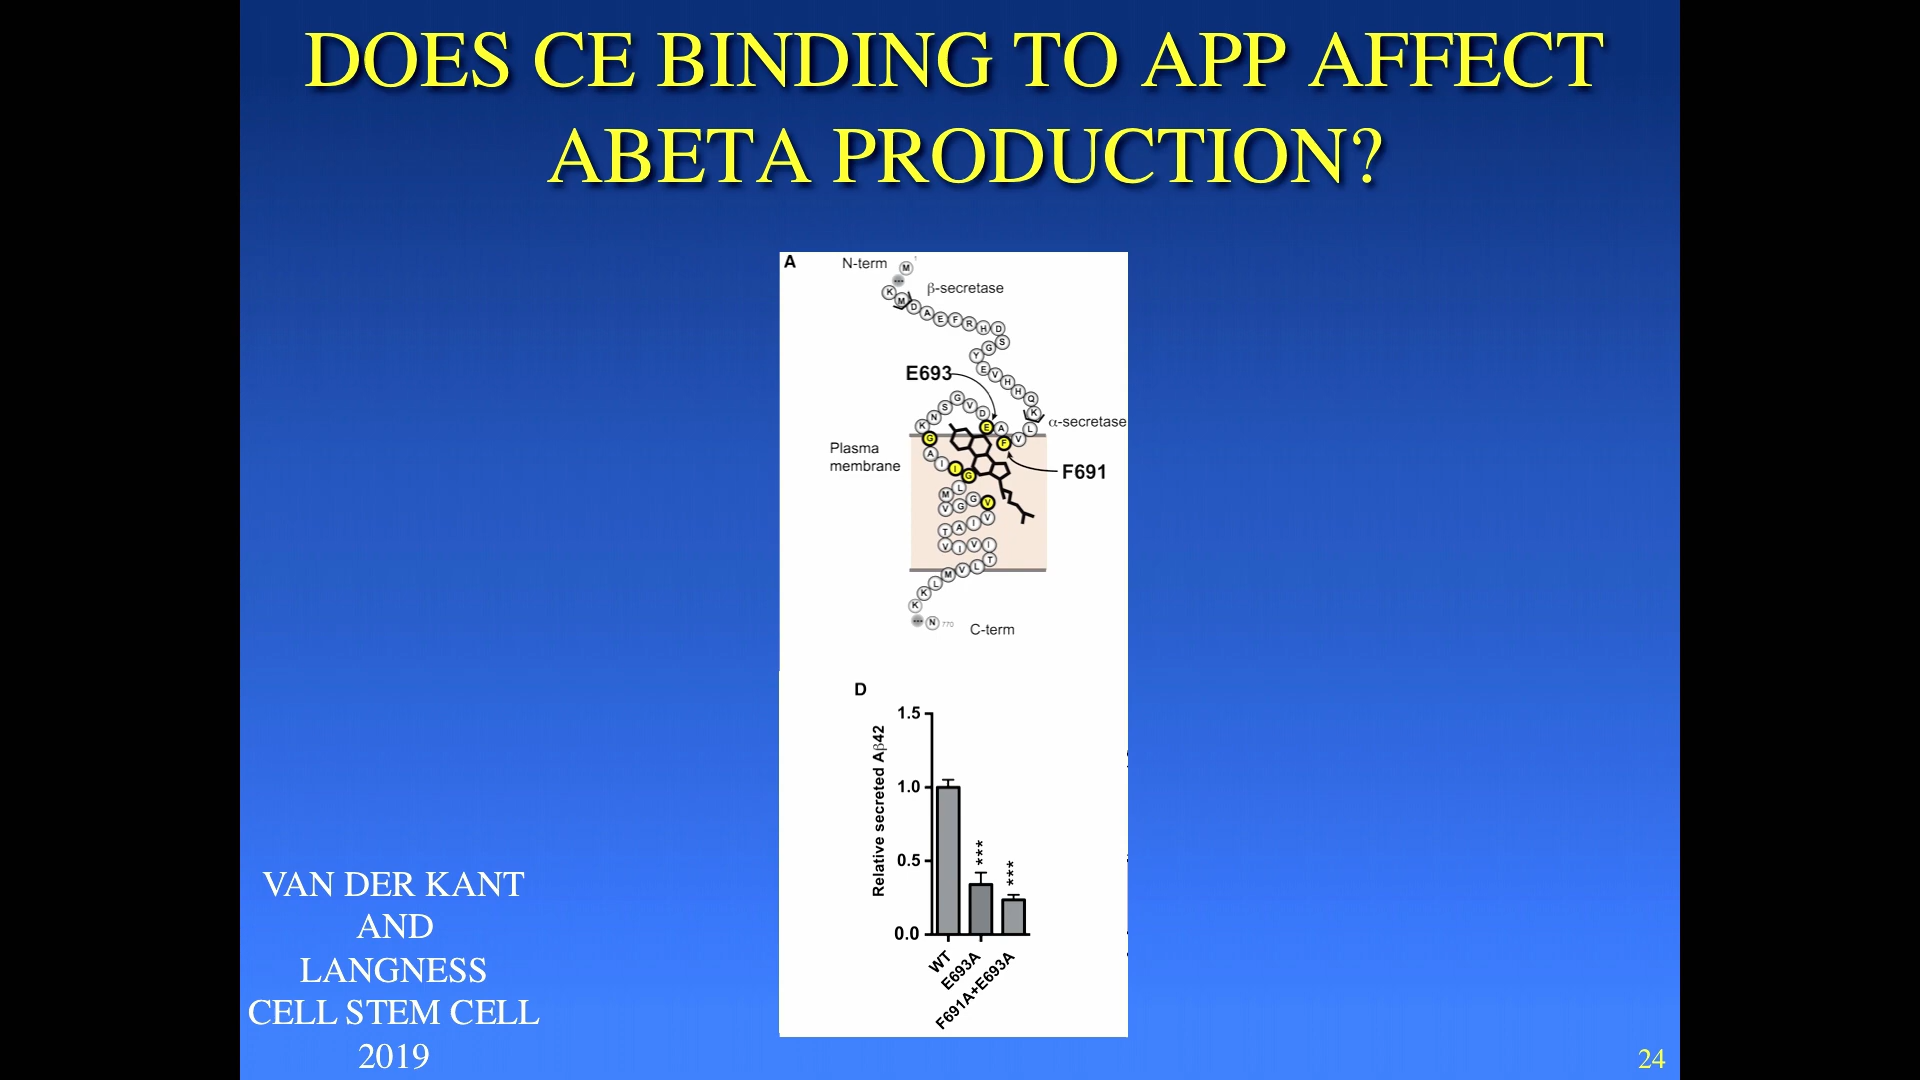 DOES CE BINDING TO APP AFFECT
ABETA PRODUCTION?
A
N-term
M
1
K
M
D
A
E
F
R
H
D
S
G
Y
E
V
H
H
Q
K
L
V
F
A
E
D
V
G
S
N
K
G
A
I
I
G
L
M
V
G
G
V
V
I
A
T
V
I
V
I
T
L
V
M
L
K
K
N
770
β-secretase
E693
α-secretase
Plasma
membrane
F691
C-term
D
Relative secreted Aβ42
1.5
1.0
0.5
0.0
***
***
WT
E693A
F691A+E693A
VAN DER KANT
AND
LANGNESS
CELL STEM CELL
2019
24